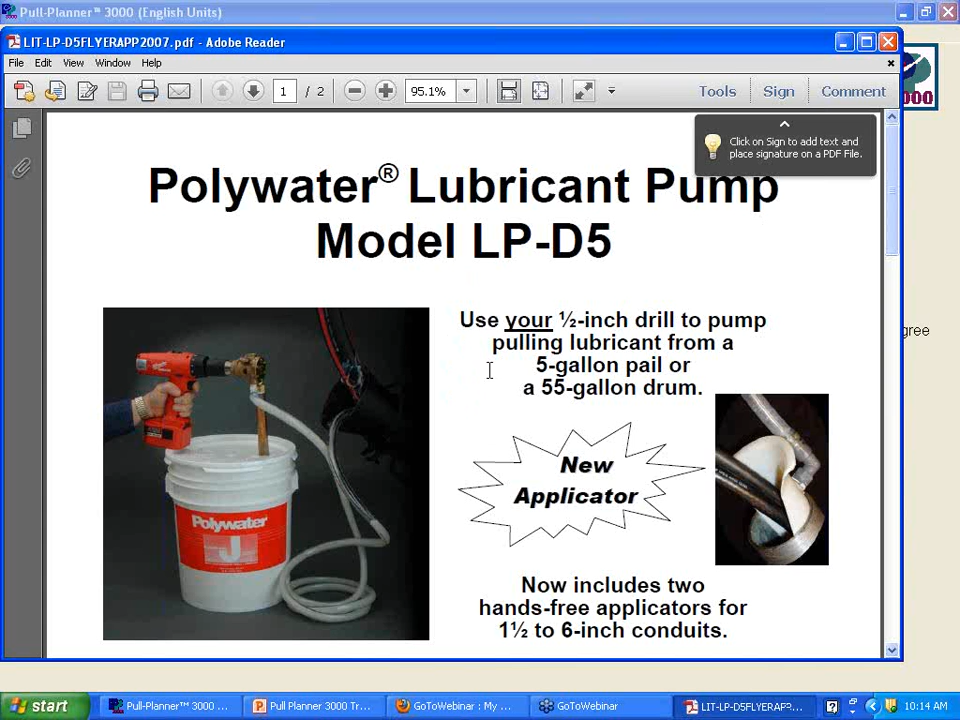 Pull-Planner™ 3000 (English Units)
LIT-LP-D5FLYERAPP2007.pdf - Adobe Reader
File Edit View Window Help
1 / 2 95.1% Tools Sign Comment
Click on Sign to add text and
place signature on a PDF File.
000
Polywater® Lubricant Pump
Model LP-D5
Use your ½-inch drill to pump
pulling lubricant from a
5-gallon pail or
a 55-gallon drum.
gree
New
Applicator
Polywater
J
Now includes two
hands-free applicators for
1½ to 6-inch conduits.
start Pull-Planner™ 3000 ... Pull Planner 3000 Tr... GoToWebinar : My ... GoToWebinar LIT-LP-D5FLYERAPP... 10:14 AM